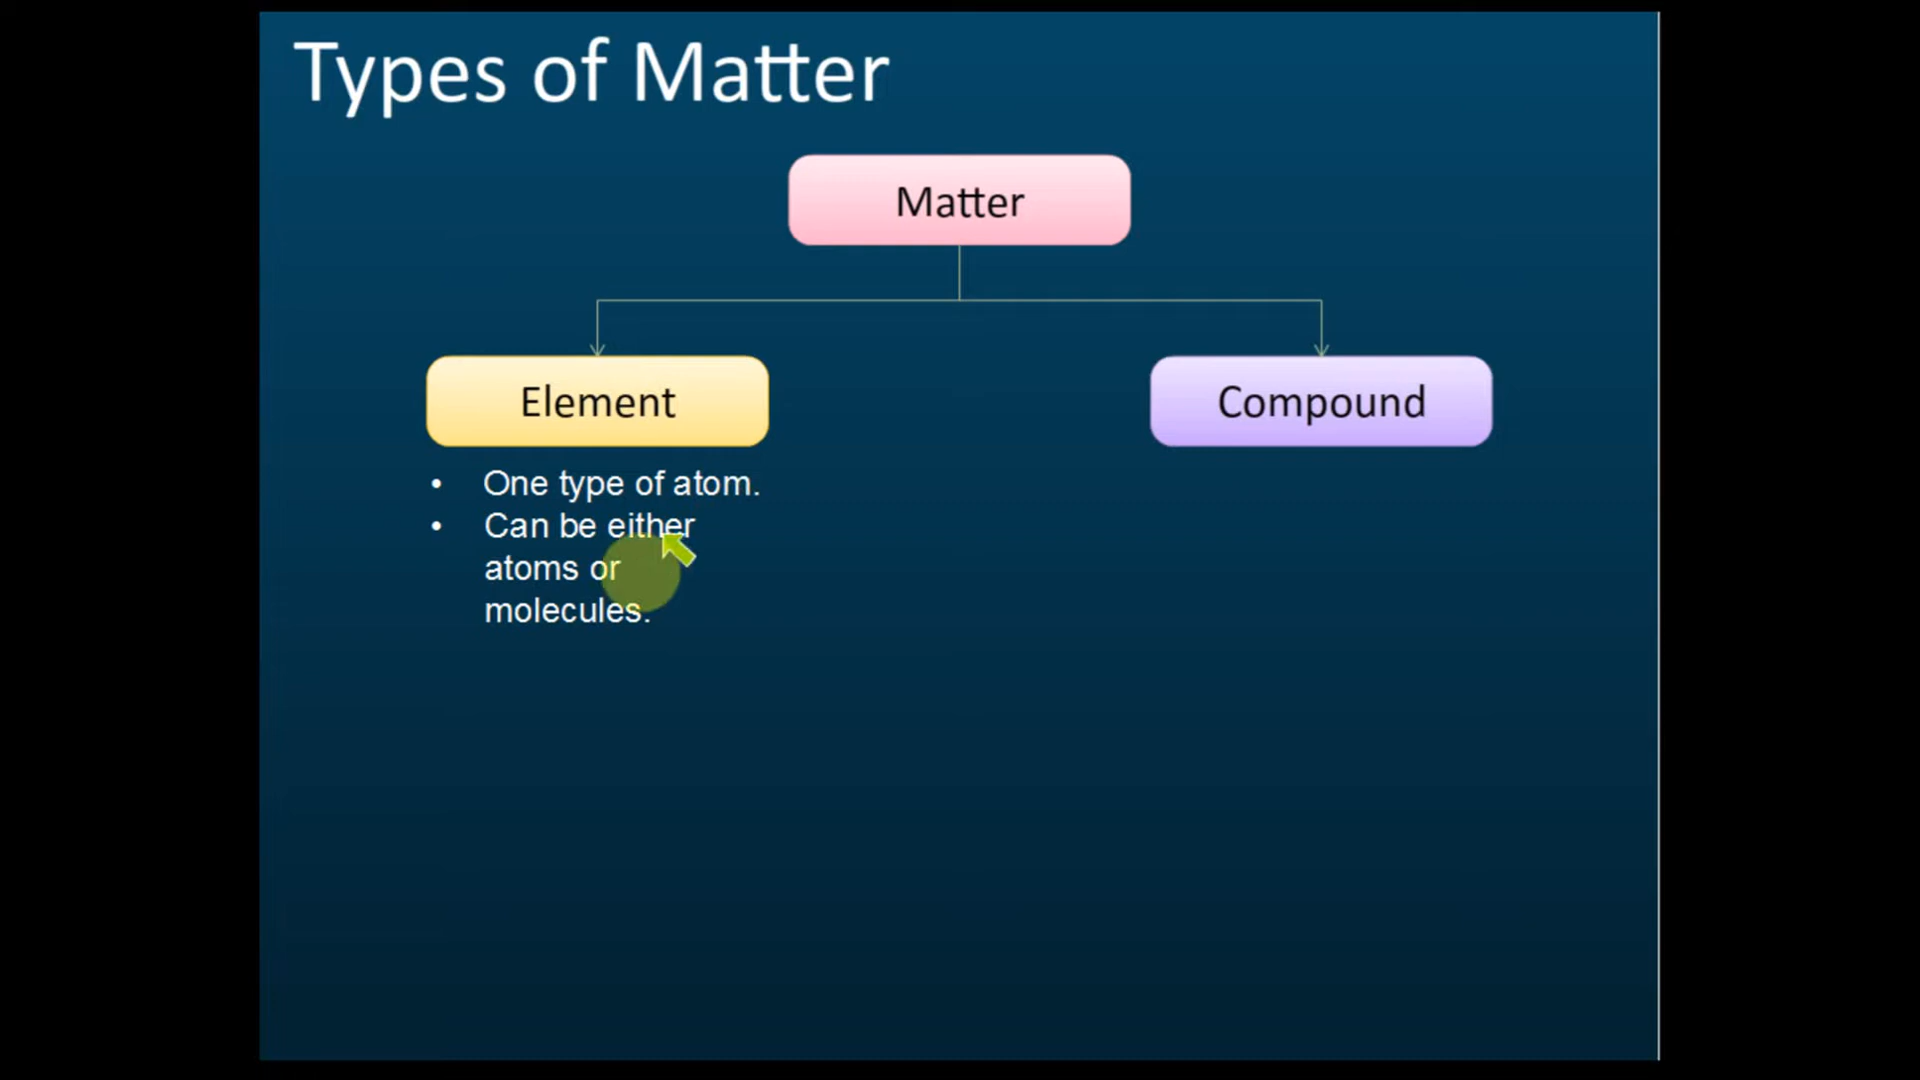 Types of Matter
Matter
Element
Compound
• One type of atom.
• Can be either
atoms or
molecules.